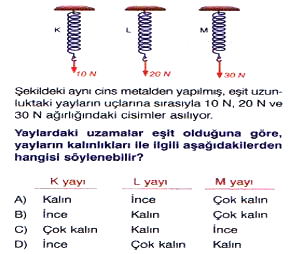 K L M
10 N 20 N 30 N
Şekildeki aynı cins metalden yapılmış, eşit uzun-
luktaki yayların uçlarına sırasıyla 10 N, 20 N ve
30 N ağırlığındaki cisimler asılıyor.
Yaylardaki uzamalar eşit olduğuna göre,
yayların kalınlıkları ile ilgili aşağıdakilerden
hangisi söylenebilir?
K yayı L yayı M yayı
A) Kalın İnce Çok kalın
B) İnce Kalın Çok kalın
C) Çok kalın Kalın İnce
D) İnce Çok kalın Kalın